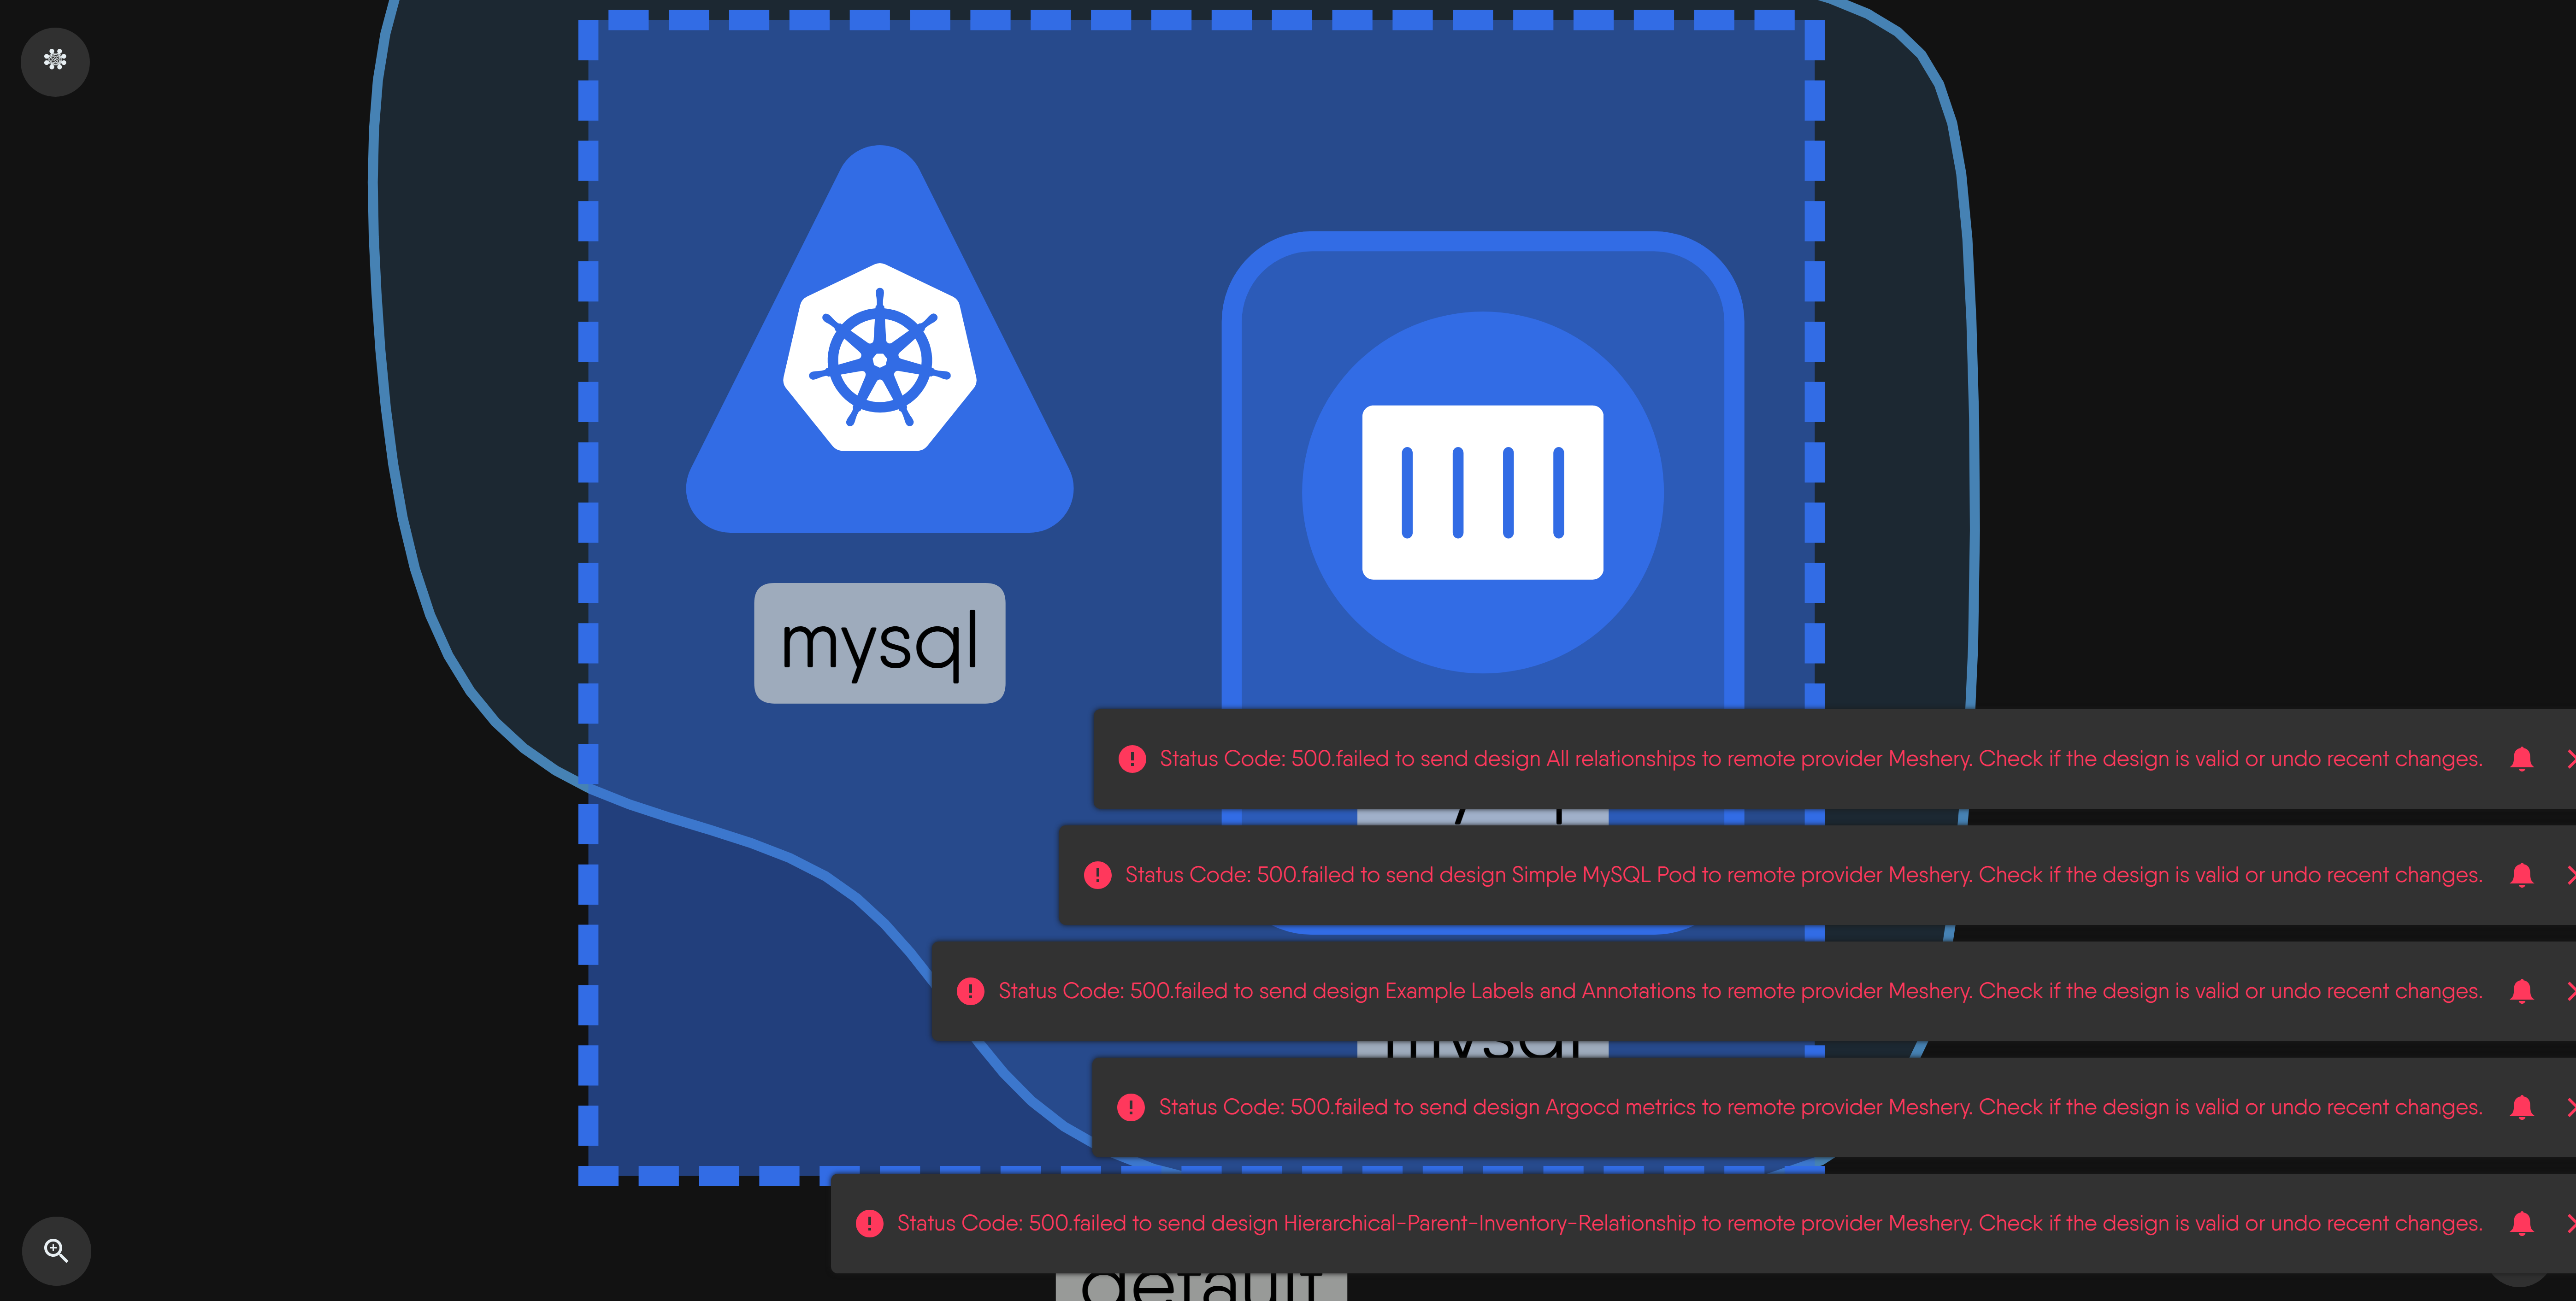 mysql
Status Code: 500.failed to send design All relationships to remote provider Meshery. Check if the design is valid or undo recent changes.
Status Code: 500.failed to send design Simple MySQL Pod to remote provider Meshery. Check if the design is valid or undo recent changes.
Status Code: 500.failed to send design Example Labels and Annotations to remote provider Meshery. Check if the design is valid or undo recent changes.
mysql
Status Code: 500.failed to send design Argocd metrics to remote provider Meshery. Check if the design is valid or undo recent changes.
Status Code: 500.failed to send design Hierarchical-Parent-Inventory-Relationship to remote provider Meshery. Check if the design is valid or undo recent changes.
default